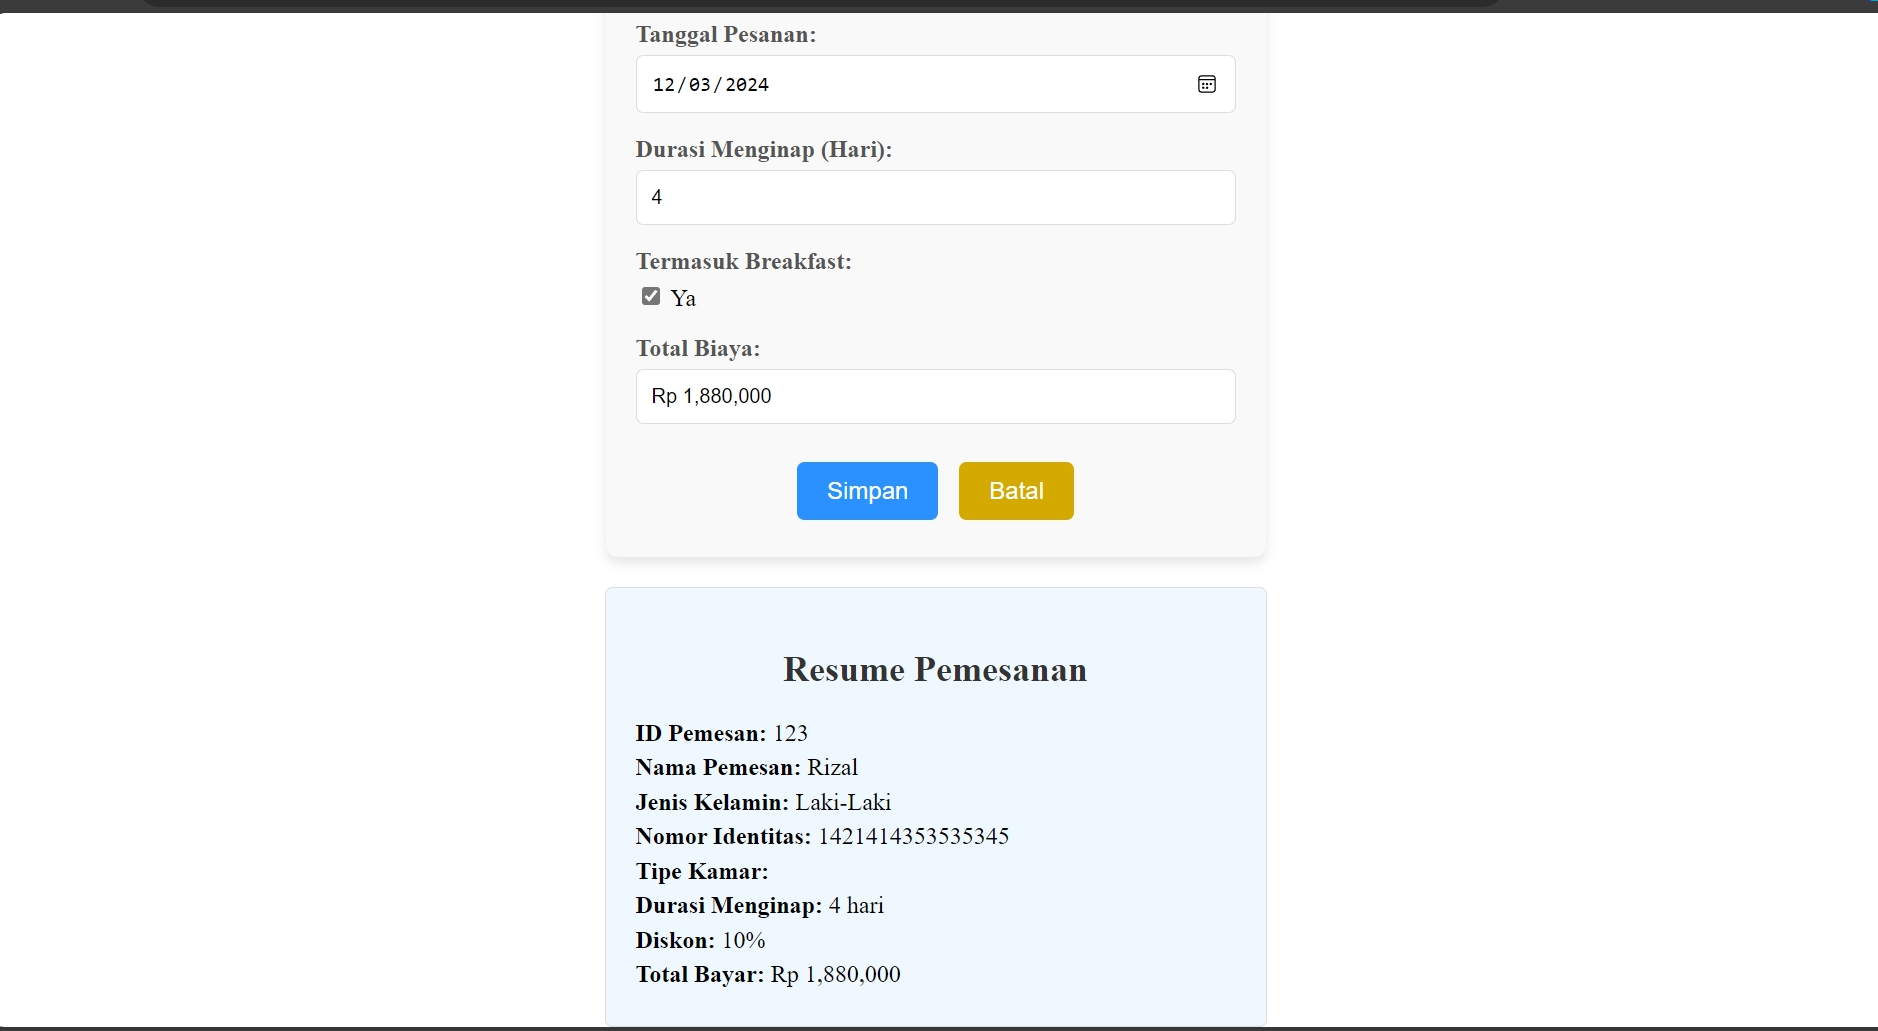 Tanggal Pesanan:
12/03/2024
Durasi Menginap (Hari):
4
Termasuk Breakfast:
Ya
Total Biaya:
Rp 1,880,000
Simpan Batal
Resume Pemesanan
ID Pemesan: 123
Nama Pemesan: Rizal
Jenis Kelamin: Laki-Laki
Nomor Identitas: 1421414353535345
Tipe Kamar:
Durasi Menginap: 4 hari
Diskon: 10%
Total Bayar: Rp 1,880,000